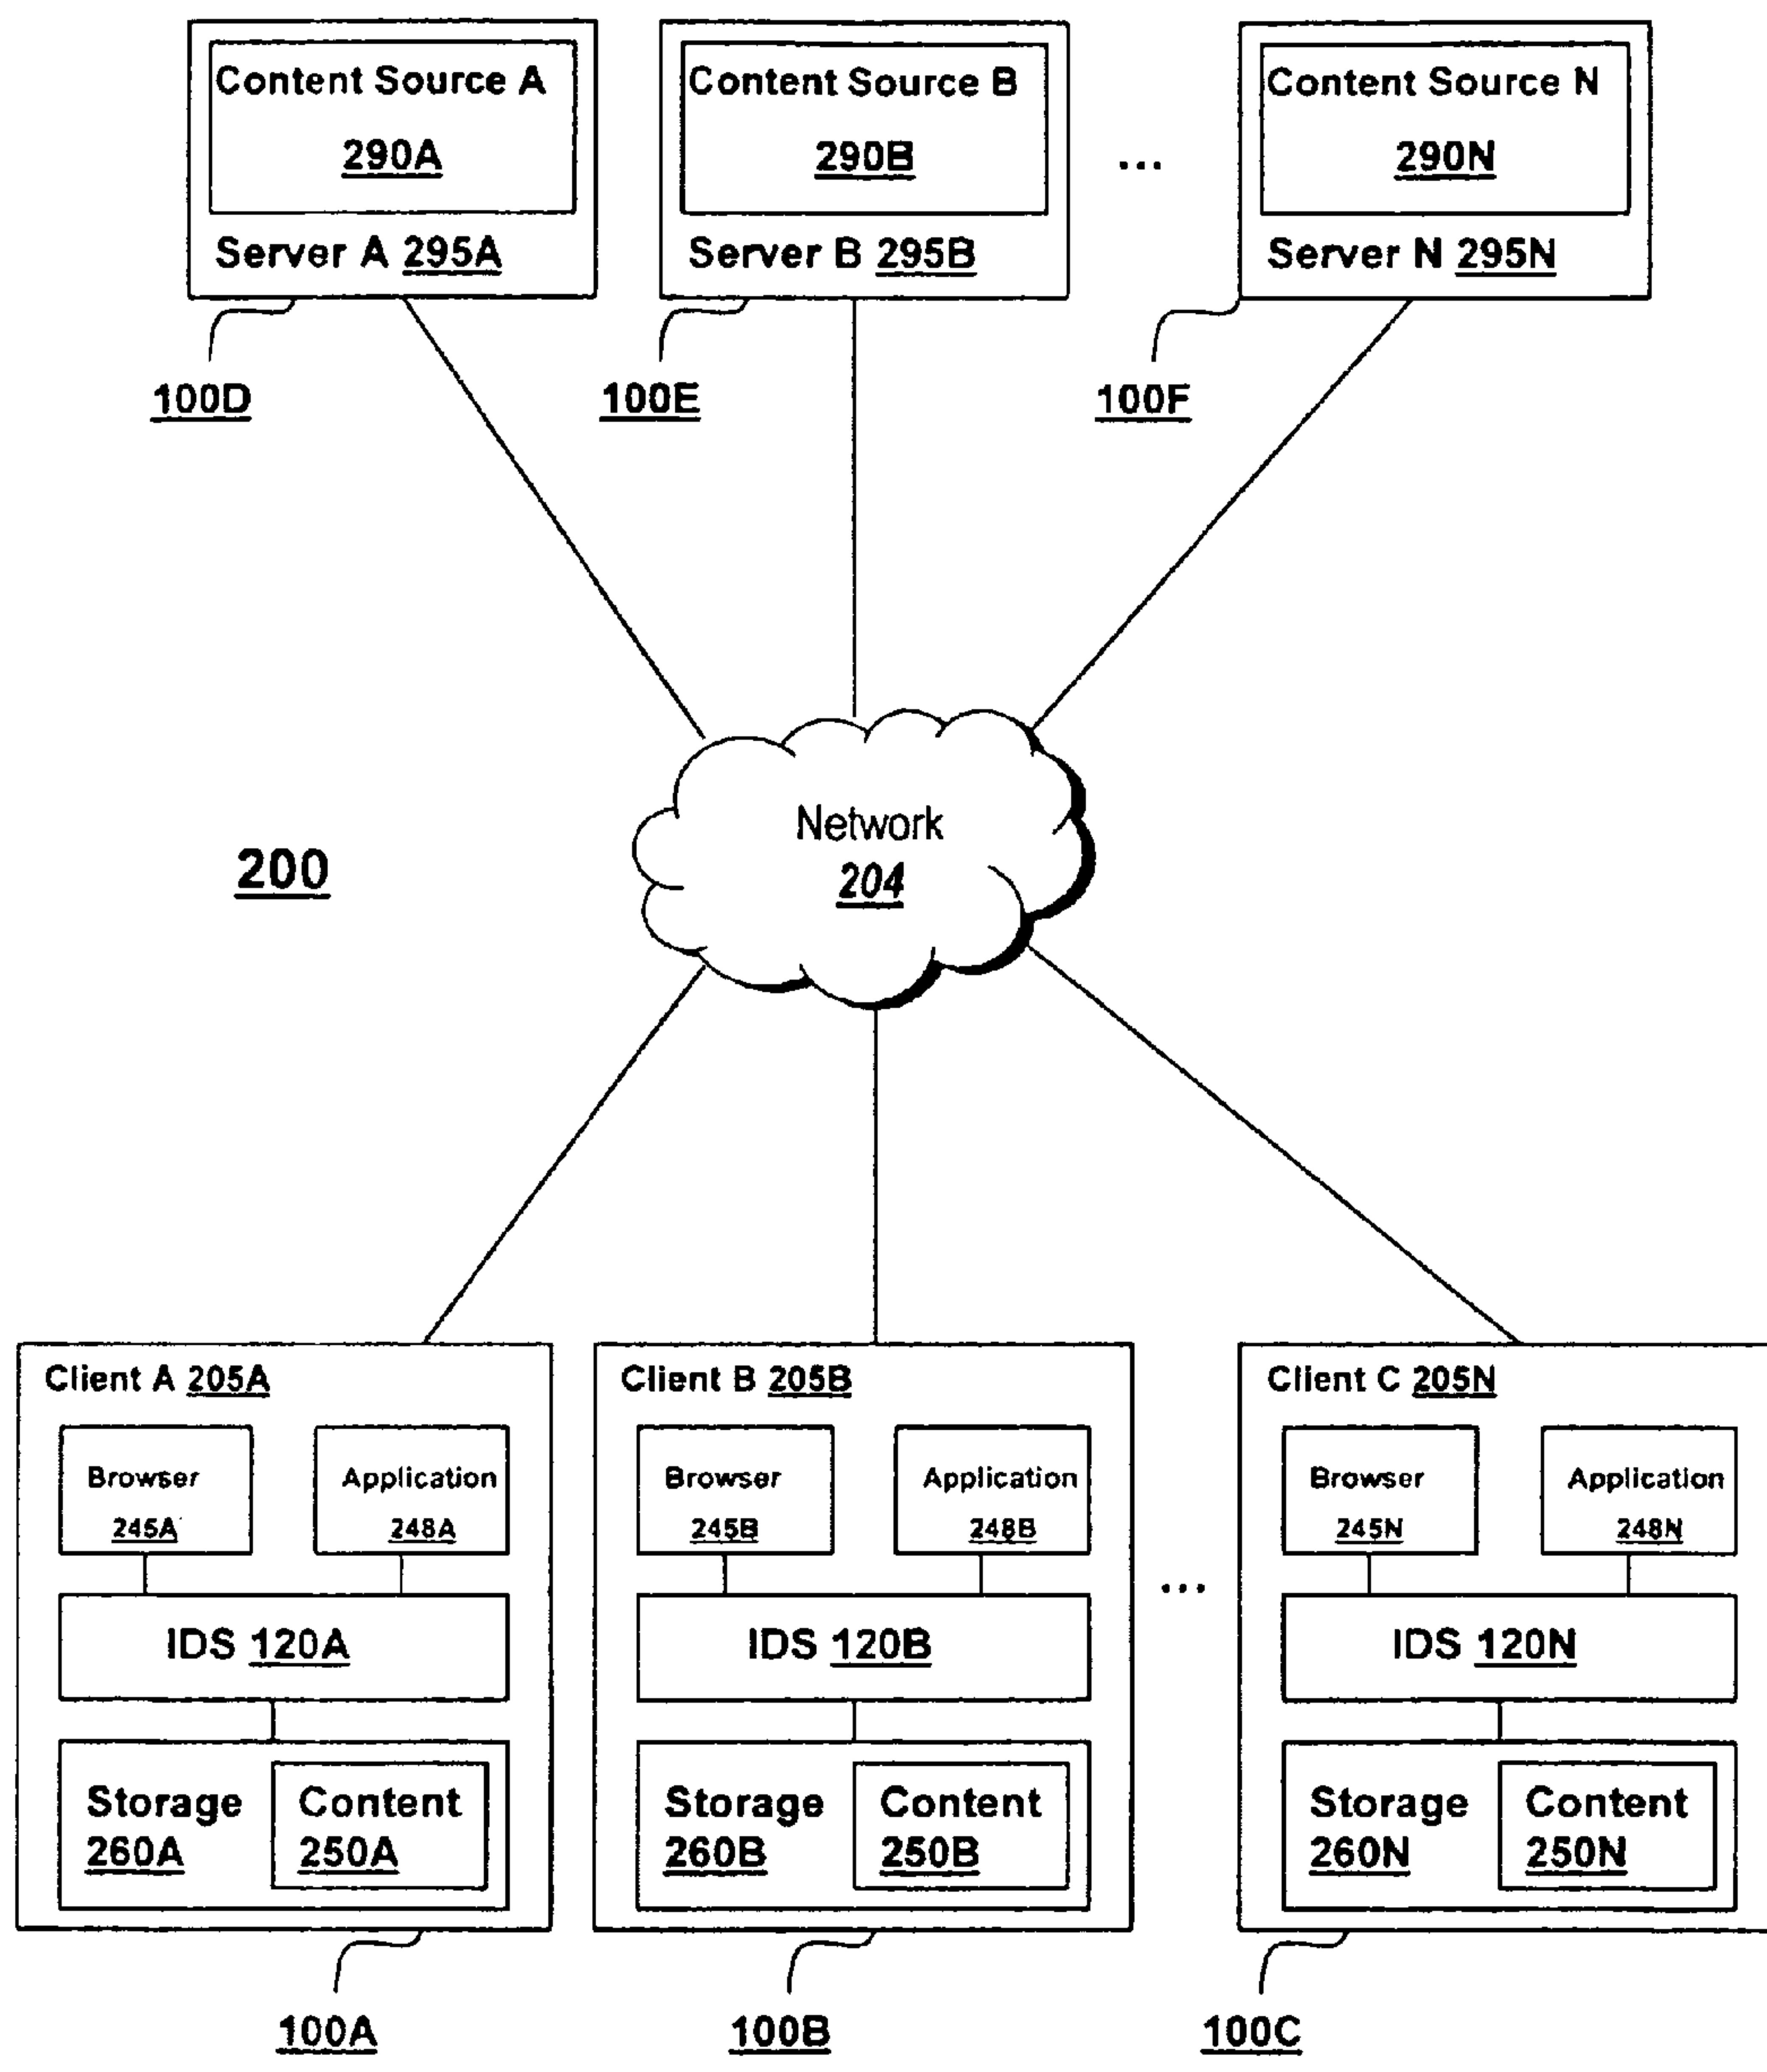 Content Source A
290A
Server A 295A
Content Source B
290B
Server B 295B
...
Content Source N
290N
Server N 295N
100D
100E
100F
Network
204
200
Client A 205A
Browser
245A
Application
248A
IDS 120A
Storage
260A
Content
250A
Client B 205B
Browser
245B
Application
248B
IDS 120B
Storage
260B
Content
250B
...
Client C 205N
Browser
245N
Application
248N
IDS 120N
Storage
260N
Content
250N
100A
100B
100C